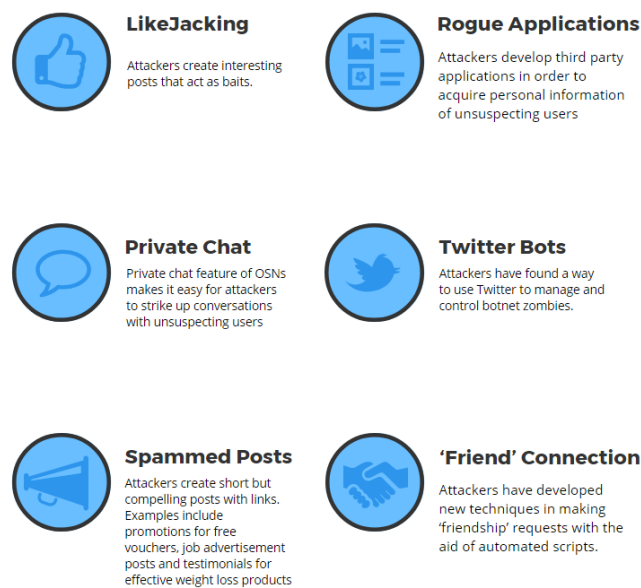 LikeJacking
Attackers create interesting
posts that act as baits.
Rogue Applications
Attackers develop third party
applications in order to
acquire personal information
of unsuspecting users
Private Chat
Private chat feature of OSNs
makes it easy for attackers
to strike up conversations
with unsuspecting users
Twitter Bots
Attackers have found a way
to use Twitter to manage and
control botnet zombies.
Spammed Posts
Attackers create short but
compelling posts with links.
Examples include
promotions for free
vouchers, job advertisement
posts and testimonials for
effective weight loss products
‘Friend’ Connection
Attackers have developed
new techniques in making
‘friendship’ requests with the
aid of automated scripts.